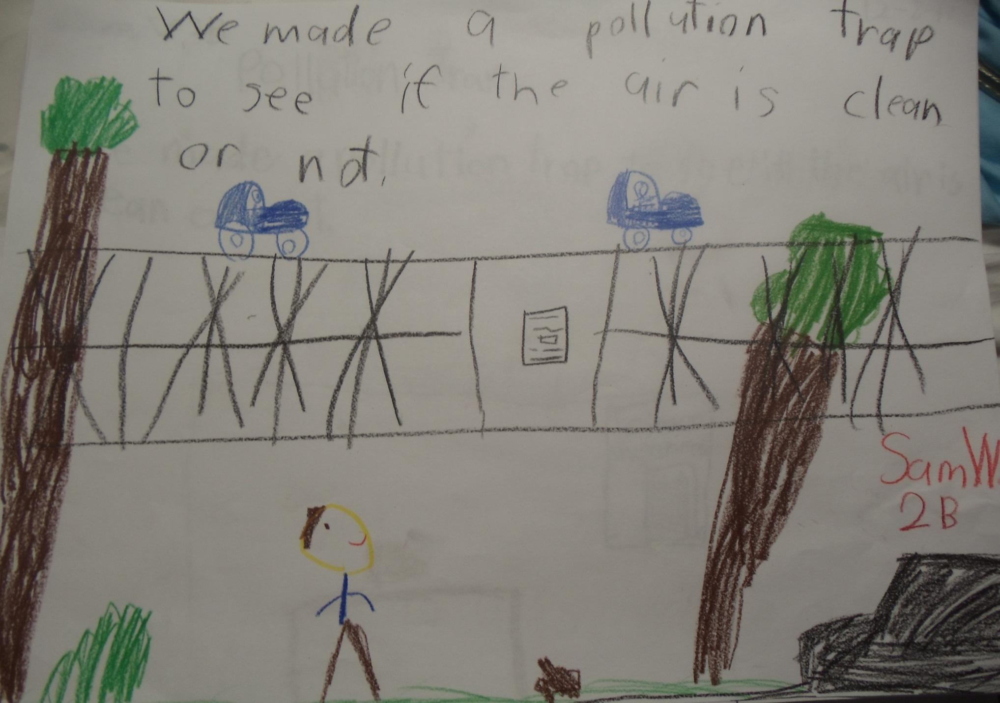 We made a pollution trap
to see if the air is clean
or not.
Sam W.
2B